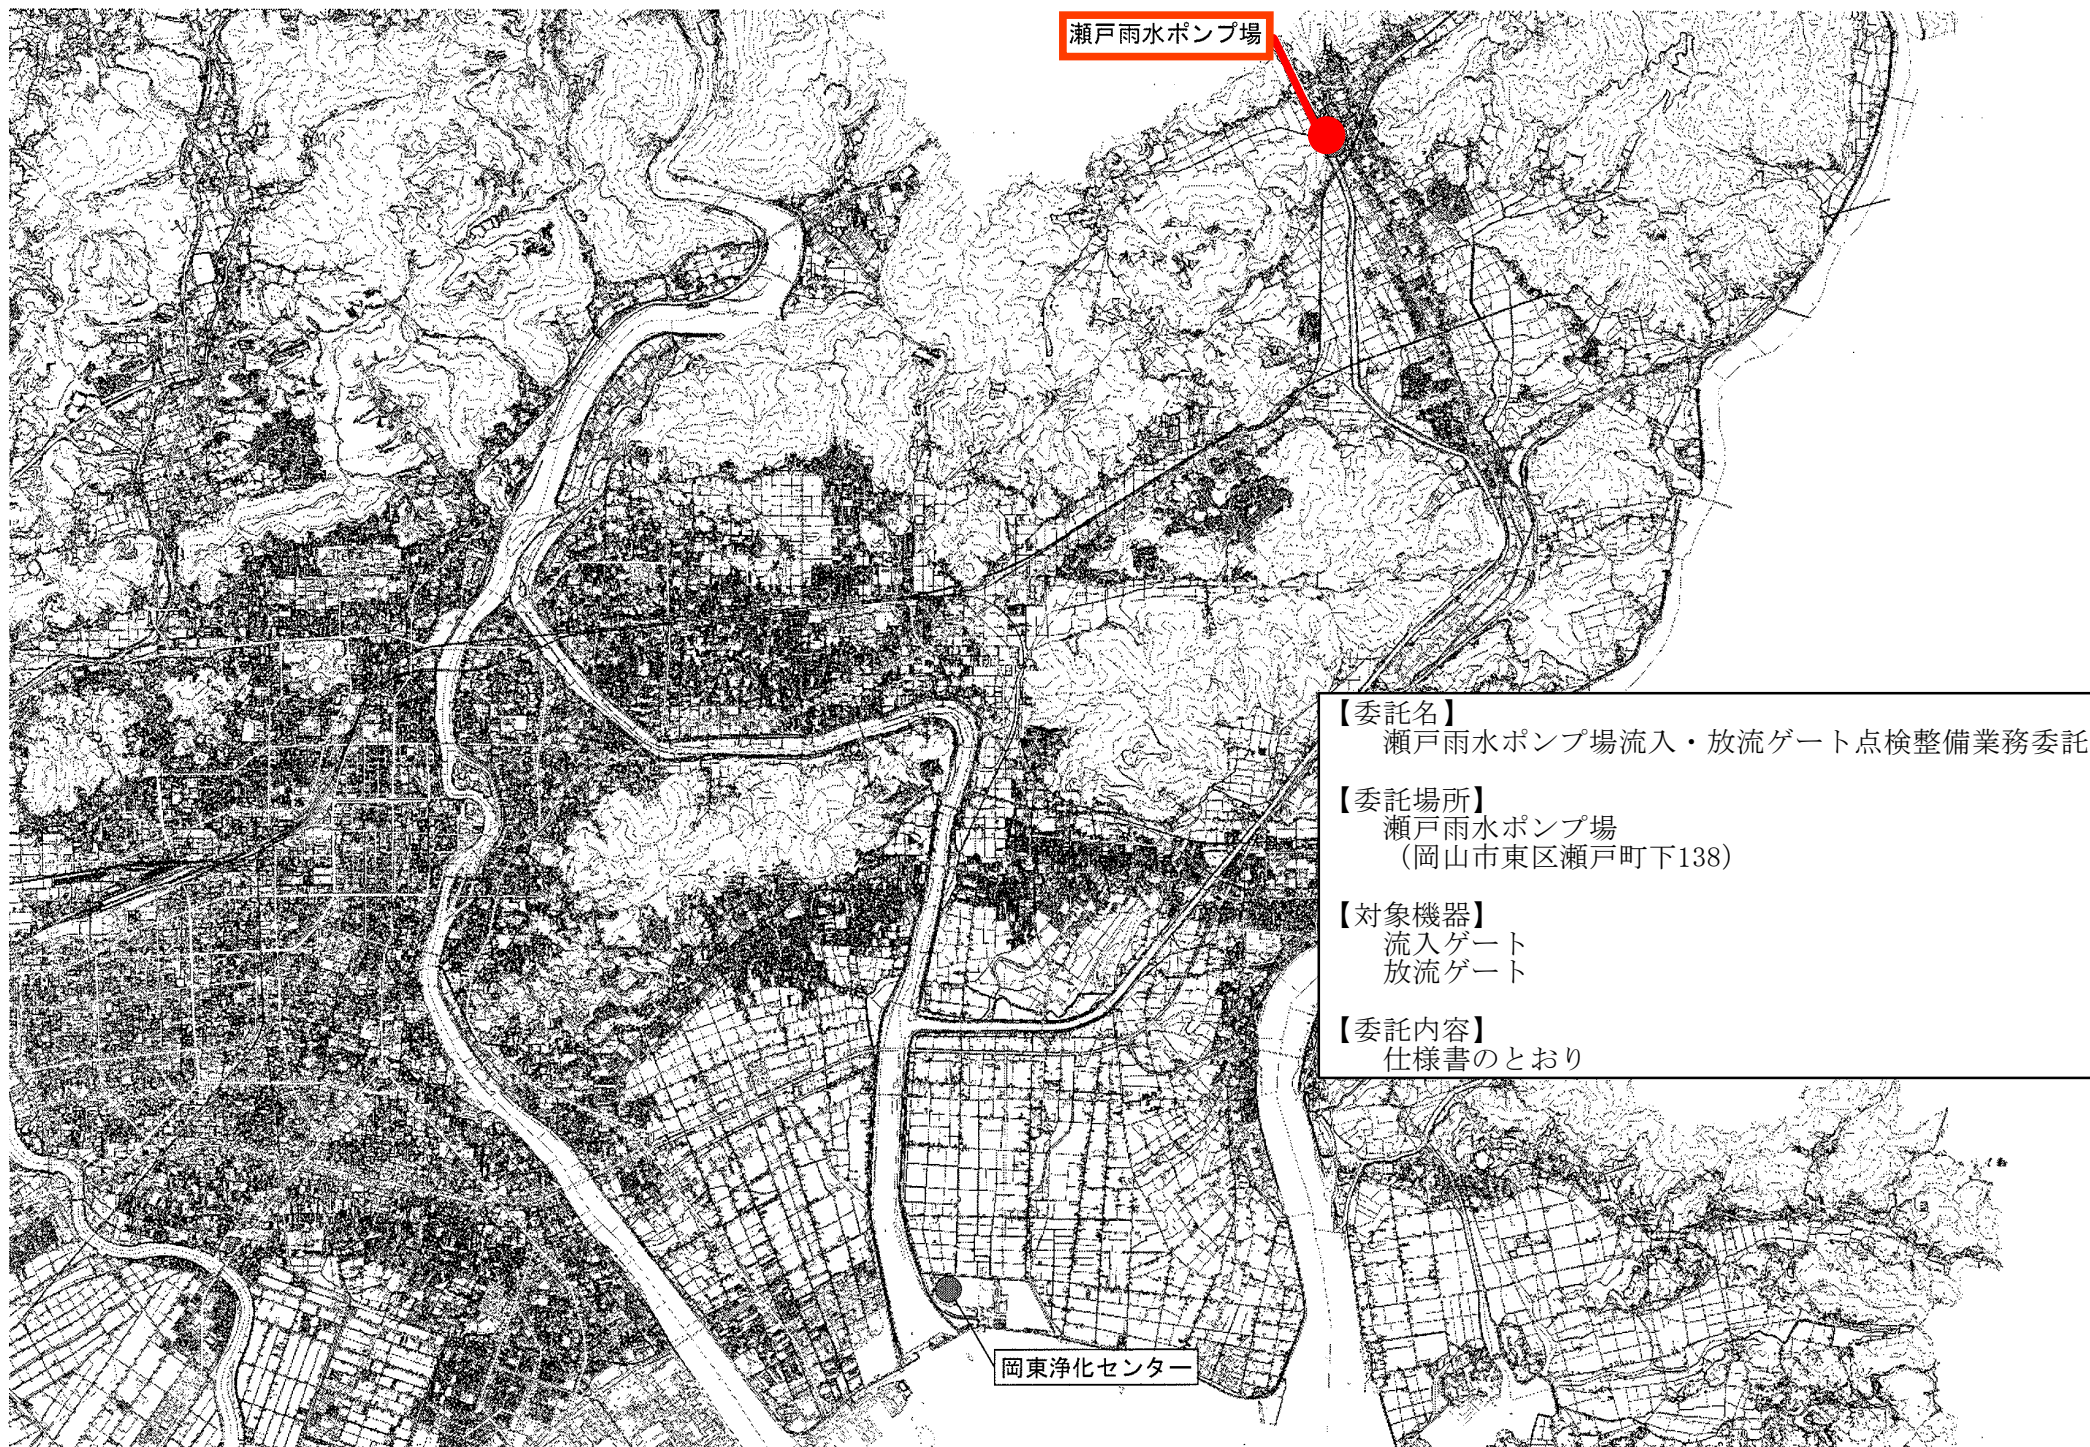 瀬戸雨水ポンプ場
【委託名】
瀬戸雨水ポンプ場流入・放流ゲート点検整備業務委託
【委託場所】
瀬戸雨水ポンプ場
（岡山市東区瀬戸町下138）
【対象機器】
流入ゲート
放流ゲート
【委託内容】
仕様書のとおり
岡東浄化センター